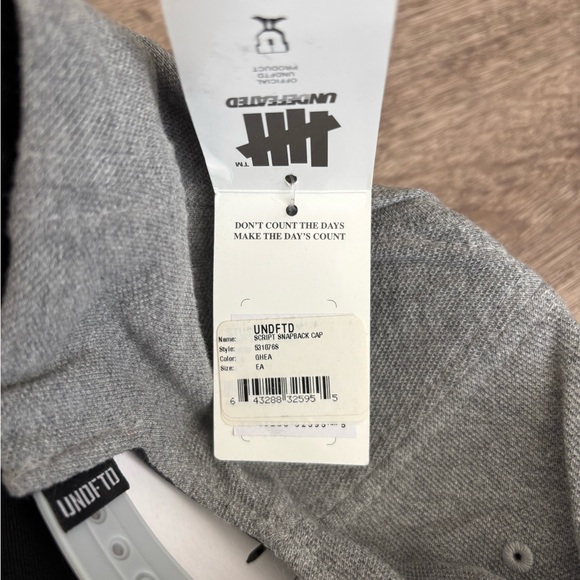 OFFICIAL
UNDFTD
PRODUCT
UNDEFEATED
TM
DON'T COUNT THE DAYS
MAKE THE DAY'S COUNT
UNDFTD
Name: SCRIPT SNAPBACK CAP
Style: 531076S
Color: GHEA
Size: EA
6 43288 32595 5
UNDFTD